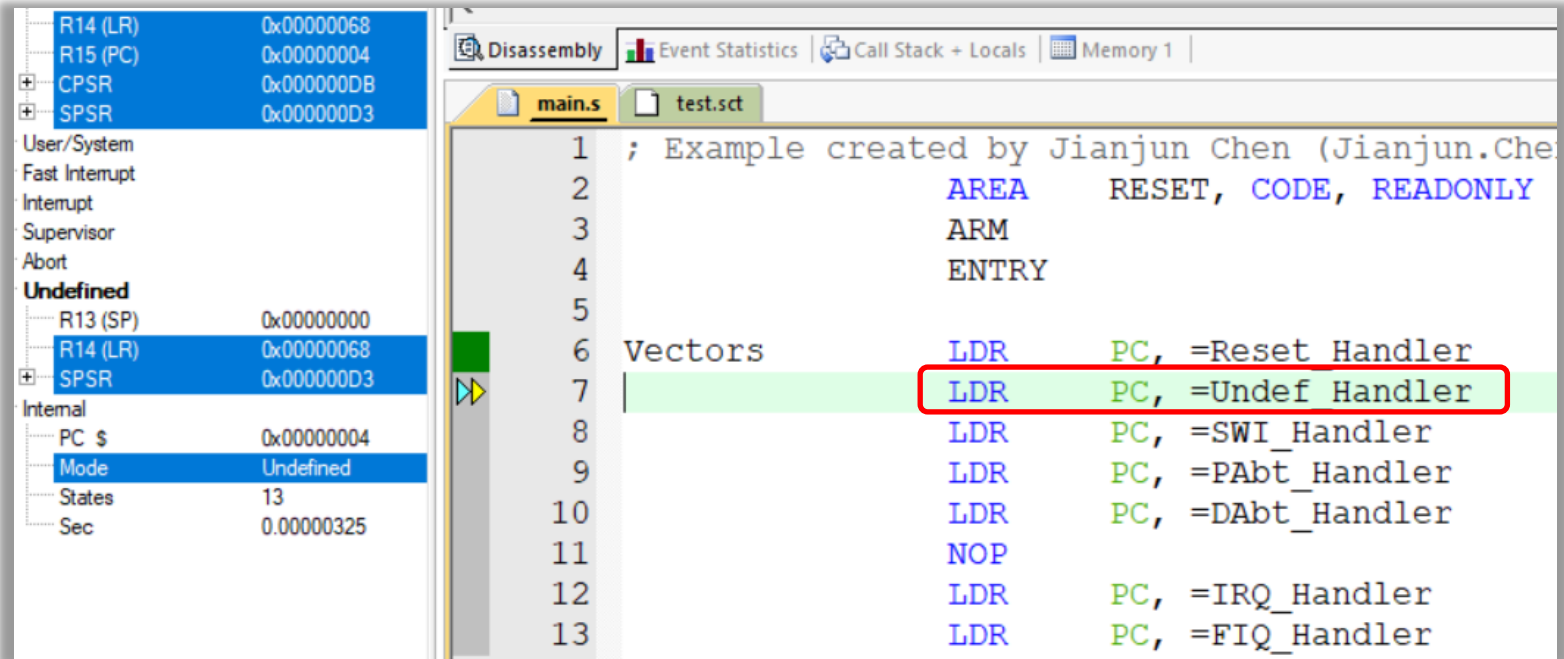 R14 (LR) 0x00000068
R15 (PC) 0x00000004
CPSR 0x000000DB
SPSR 0x000000D3
User/System
Fast Interrupt
Interrupt
Supervisor
Abort
Undefined
R13 (SP) 0x00000000
R14 (LR) 0x00000068
SPSR 0x000000D3
Internal
PC $ 0x00000004
Mode Undefined
States 13
Sec 0.00000325
Disassembly Event Statistics Call Stack + Locals Memory 1
main.s test.sct
1 ; Example created by Jianjun Chen (Jianjun.Che
2 AREA RESET, CODE, READONLY
3 ARM
4 ENTRY
5
6 Vectors LDR PC, =Reset_Handler
7 LDR PC, =Undef_Handler
8 LDR PC, =SWI_Handler
9 LDR PC, =PAbt_Handler
10 LDR PC, =DAbt_Handler
11 NOP
12 LDR PC, =IRQ_Handler
13 LDR PC, =FIQ_Handler